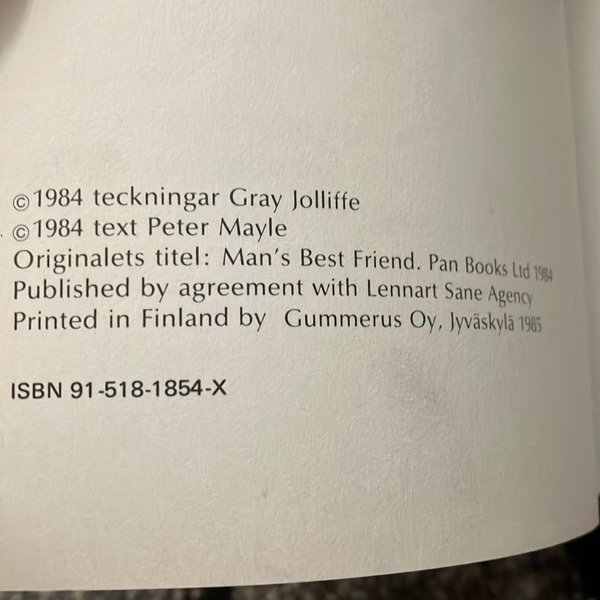 ©1984 teckningar Gray Jolliffe
©1984 text Peter Mayle
Originalets titel: Man's Best Friend. Pan Books Ltd 1984
Published by agreement with Lennart Sane Agency
Printed in Finland by Gummerus Oy, Jyväskylä 1985
ISBN 91-518-1854-X